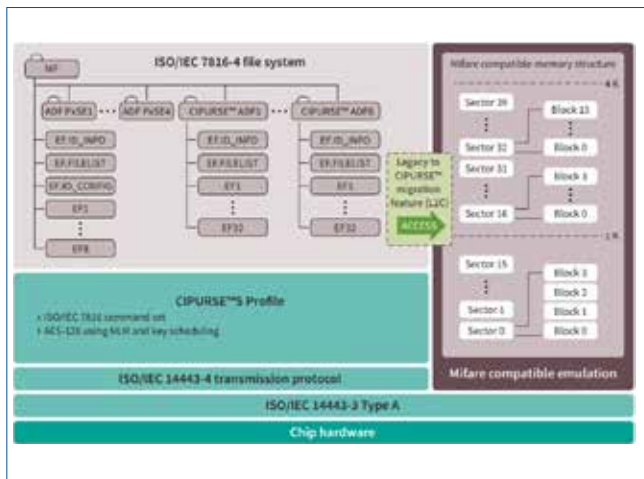 ISO/IEC 7816-4 file system
MF
ADF PxSE1
ADF PxSE4
CIPURSE™ ADF1
CIPURSE™ ADF8
EF.ID_INFO
EF.FILELIST
EF.IO_CONFIG
EF1
EF8
EF.ID_INFO
EF.FILELIST
EF1
EF32
EF.ID_INFO
EF.FILELIST
EF1
EF32
Legacy to
CIPURSE™
migration
feature (L2C)
ACCESS
Mifare compatible memory structure
4 K
Sector 39
Block 15
Sector 32
Block 0
Sector 31
Block 3
Sector 16
Block 0
1 K
Sector 15
Block 3
Block 2
Sector 1
Block 1
Sector 0
Block 0
Mifare compatible emulation
CIPURSE™S Profile
ISO/IEC 7816 command set
AES-128 using MLM and key scheduling
ISO/IEC 14443-4 transmission protocol
ISO/IEC 14443-3 Type A
Chip hardware